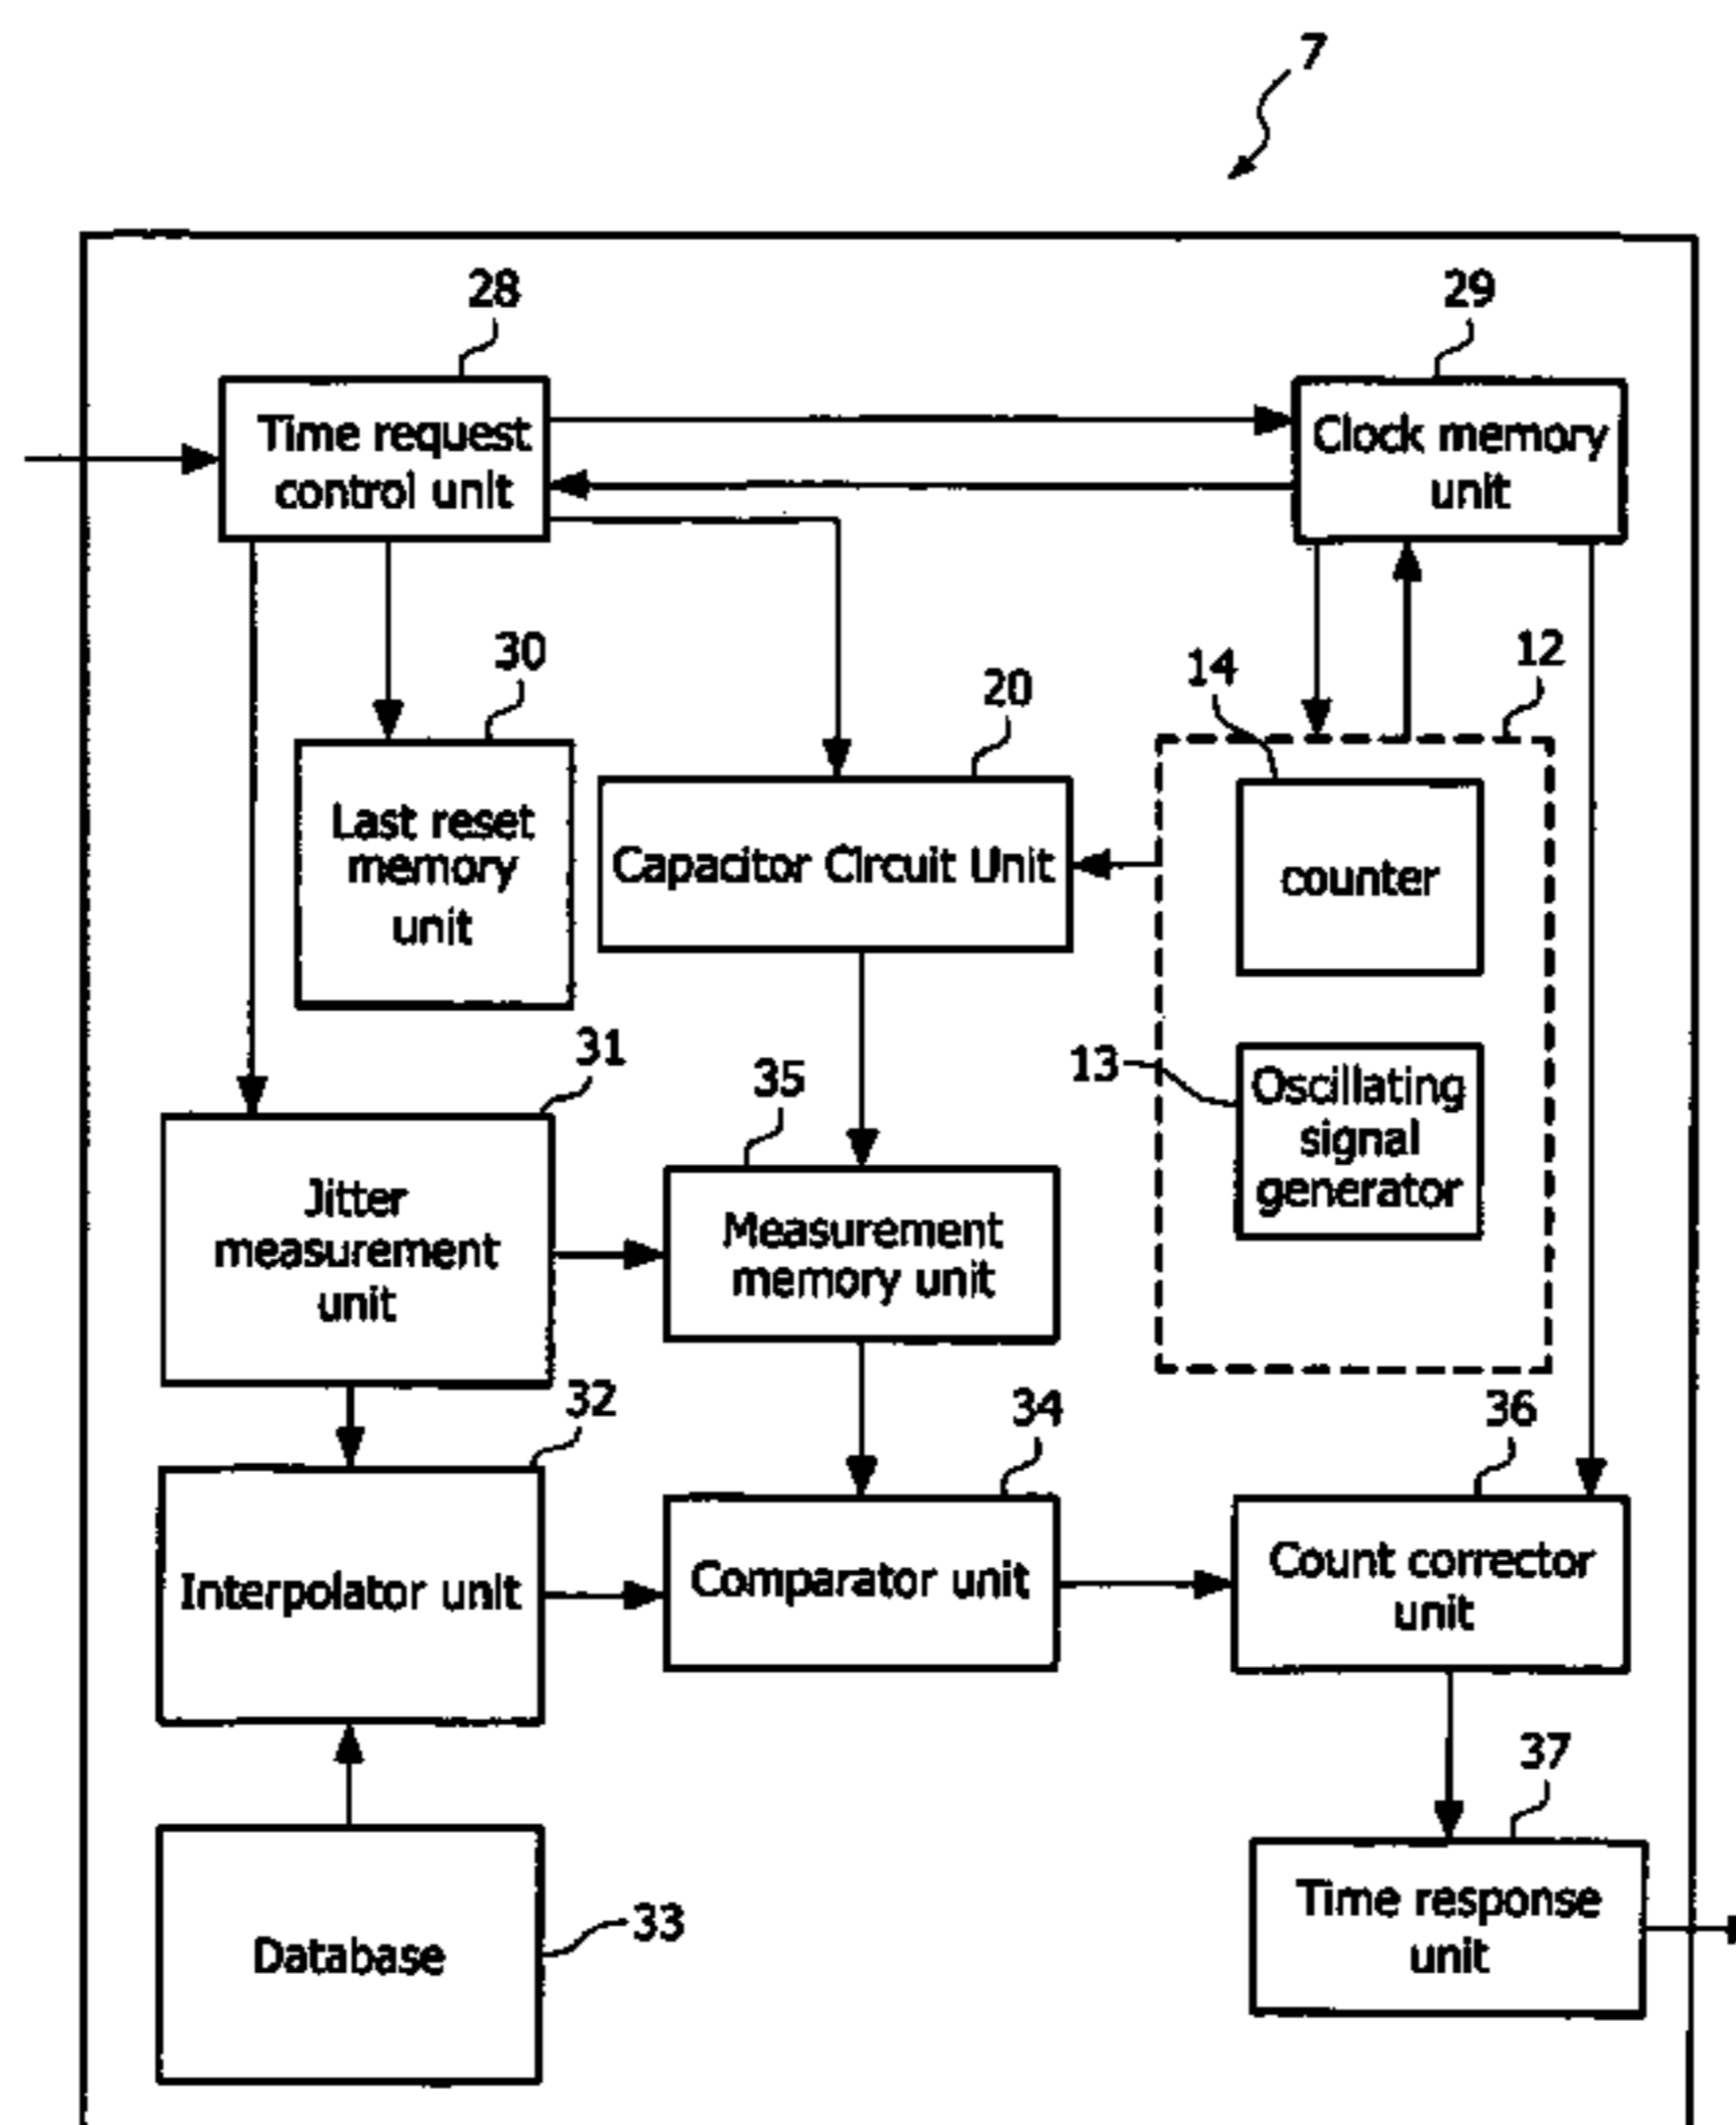 7
28
29
Time request
control unit
Clock memory
unit
30
20
14
12
Last reset
memory
unit
Capacitor Circuit Unit
counter
31
35
13
Oscillating
signal
generator
Jitter
measurement
unit
Measurement
memory unit
32
34
36
Interpolator unit
Comparator unit
Count corrector
unit
37
33
Database
Time response
unit